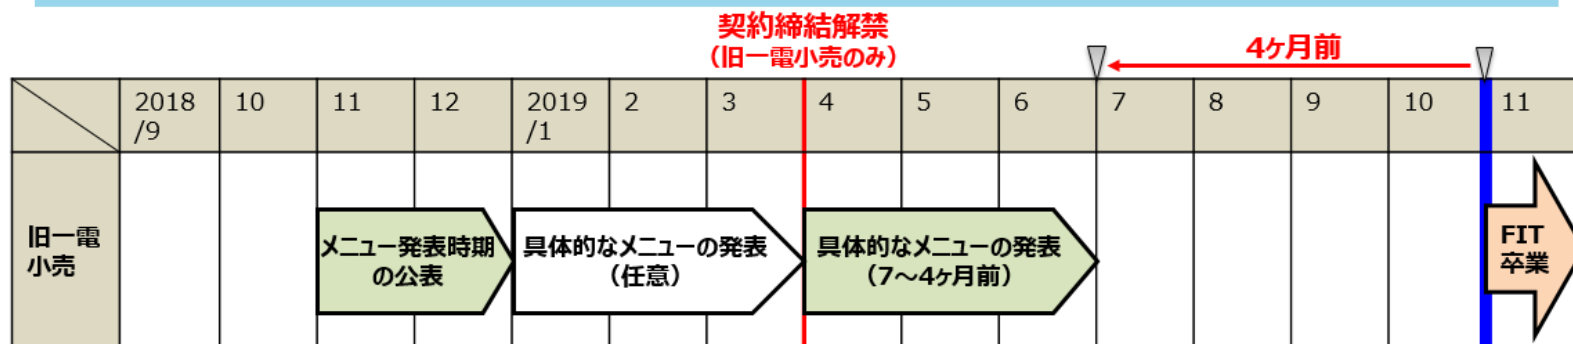 契約締結解禁
（旧一電小売のみ）
4ヶ月前
2018
/9
10
11
12
2019
/1
2
3
4
5
6
7
8
9
10
11
旧一電
小売
メニュー発表時期
の公表
具体的なメニューの発表
（任意）
具体的なメニューの発表
（7～4ヶ月前）
FIT
卒業